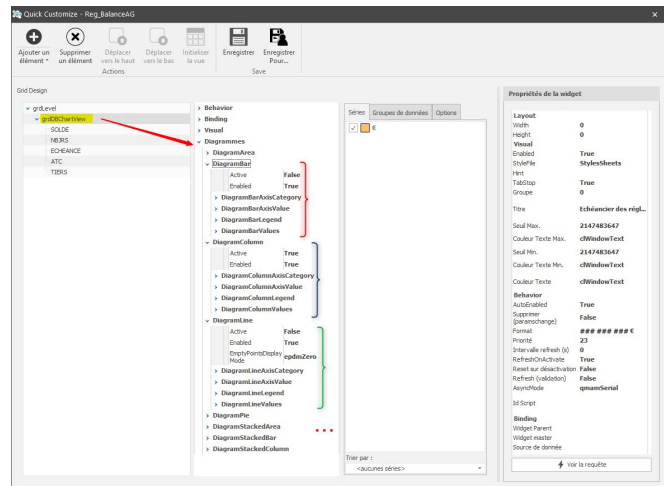 Quick Customize - Reg_BalanceAG
Ajouter un élément
Supprimer un élément
Déplacer vers le haut
Déplacer vers le bas
Initialiser la vue
Enregistrer
Enregistrer Pour...
Actions
Save
Grid Design
grdLevel
grdDBChartView
SOLDE
NBJRS
ECHEANCE
ATC
TIERS
Behavior
Binding
Visual
Diagrammes
DiagramArea
DiagramBar
Active False
Enabled True
DiagramBarAxisCategory
DiagramBarAxisValue
DiagramBarLegend
DiagramBarValues
DiagramColumn
Active True
Enabled True
DiagramColumnAxisCategory
DiagramColumnAxisValue
DiagramColumnLegend
DiagramColumnValues
DiagramLine
Active False
Enabled True
EmptyPointsDisplay Mode epdmZero
DiagramLineAxisCategory
DiagramLineAxisValue
DiagramLineLegend
DiagramLineValues
DiagramPie
DiagramStackedArea
DiagramStackedBar
DiagramStackedColumn
Séries Groupes de données Options
€
Trier par :
<aucunes séries>
Propriétés de la widget
Layout
Width 0
Height 0
Visual
Enabled True
StyleFile StylesSheets
Hint
TabStop True
Groupe 0
Titre Echéancier des régl...
Seuil Max. 2147483647
Couleur Texte Max. clWindowText
Seuil Min. 2147483647
Couleur Texte Min. clWindowText
Couleur Texte clWindowText
Behavior
AutoEnabled True
Supprimer (paramschange) False
Format ### ### ### €
Priorité 23
Intervalle refresh (s) 0
RefreshOnActivate True
Reset sur désactivation False
Refresh (validation) False
AsyncMode qmamSerial
Id Script
Binding
Widget Parent
Widget master
Source de donnée
Voir la requête